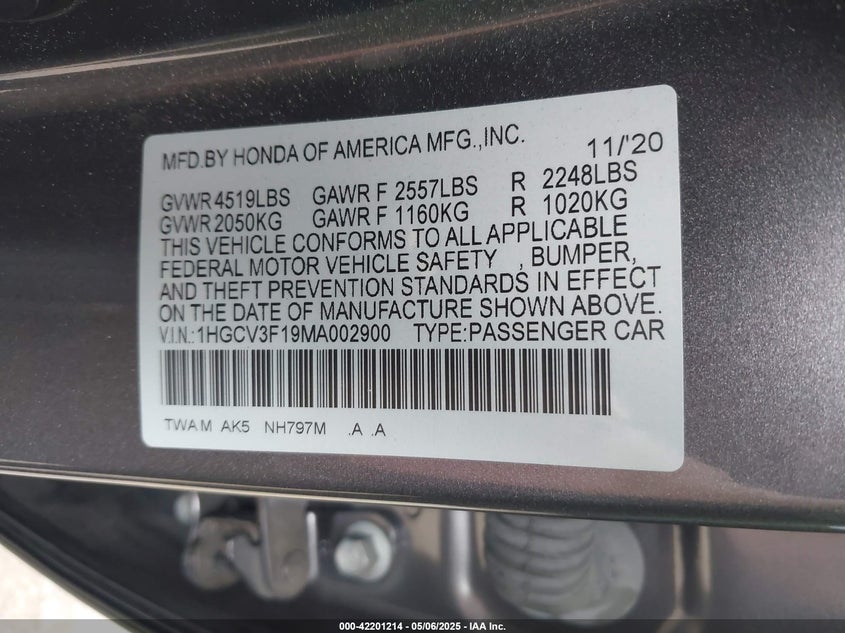 MFD.BY HONDA OF AMERICA MFG.,INC. 11/'20
GVWR 4519LBS GAWR F 2557LBS R 2248LBS
GVWR 2050KG GAWR F 1160KG R 1020KG
THIS VEHICLE CONFORMS TO ALL APPLICABLE
FEDERAL MOTOR VEHICLE SAFETY , BUMPER,
AND THEFT PREVENTION STANDARDS IN EFFECT
ON THE DATE OF MANUFACTURE SHOWN ABOVE.
V.I.N.:1HGCV3F19MA002900 TYPE:PASSENGER CAR
TWAM AK5 NH797M .A .A
000-42201214 05/06/2025 - IAA Inc.